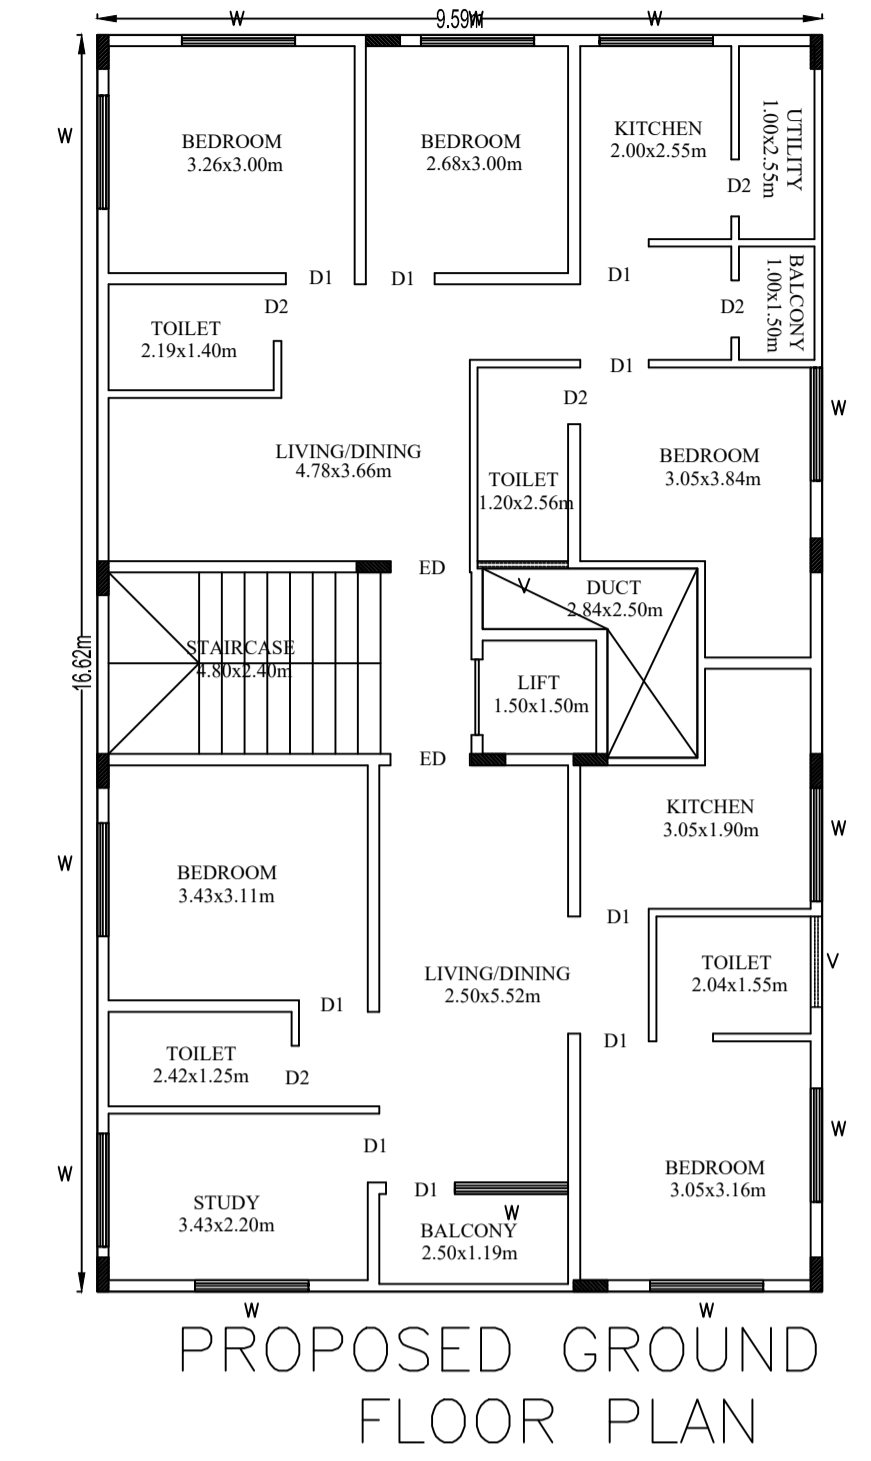 W
9.59m
W
W
W
BEDROOM
3.26x3.00m
BEDROOM
2.68x3.00m
KITCHEN
2.00x2.55m
UTILITY
1.00x2.55m
D2
D1
D1
D1
BALCONY
1.00x1.50m
D2
D2
TOILET
2.19x1.40m
D1
D2
W
LIVING/DINING
4.78x3.66m
TOILET
1.20x2.56m
BEDROOM
3.05x3.84m
ED
V
DUCT
2.84x2.50m
16.62m
STAIRCASE
4.80x2.40m
LIFT
1.50x1.50m
ED
KITCHEN
3.05x1.90m
W
W
BEDROOM
3.43x3.11m
D1
LIVING/DINING
2.50x5.52m
TOILET
2.04x1.55m
V
D1
D1
TOILET
2.42x1.25m
D2
W
D1
W
BEDROOM
3.05x3.16m
D1
STUDY
3.43x2.20m
W
BALCONY
2.50x1.19m
W
W
PROPOSED GROUND
FLOOR PLAN